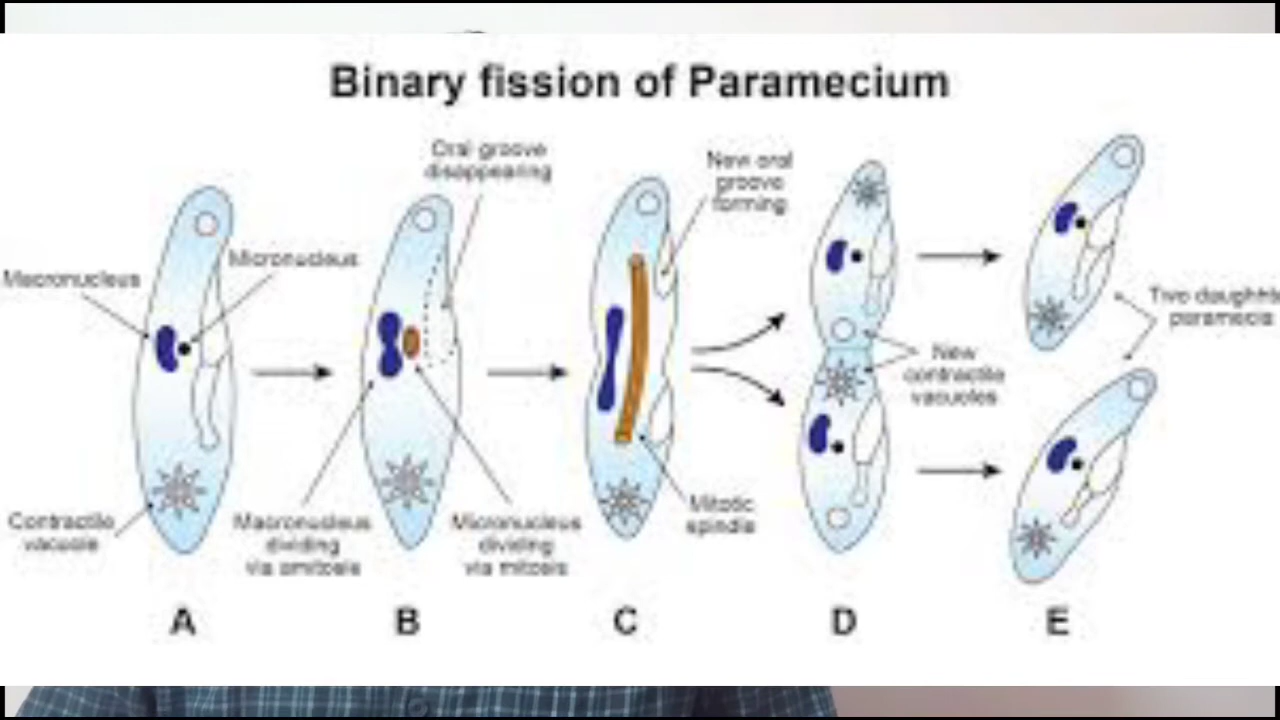 Binary fission of Paramecium
Oral groove
disappearing
New oral
groove
forming
Macronucleus
Micronucleus
Two daughte
paramecia
New
contractile
vacuoles
Contractile
vacuole
Macronucleus
dividing
via amitosis
Micronucleus
dividing
via mitosis
Mitotic
spindle
A B C D E